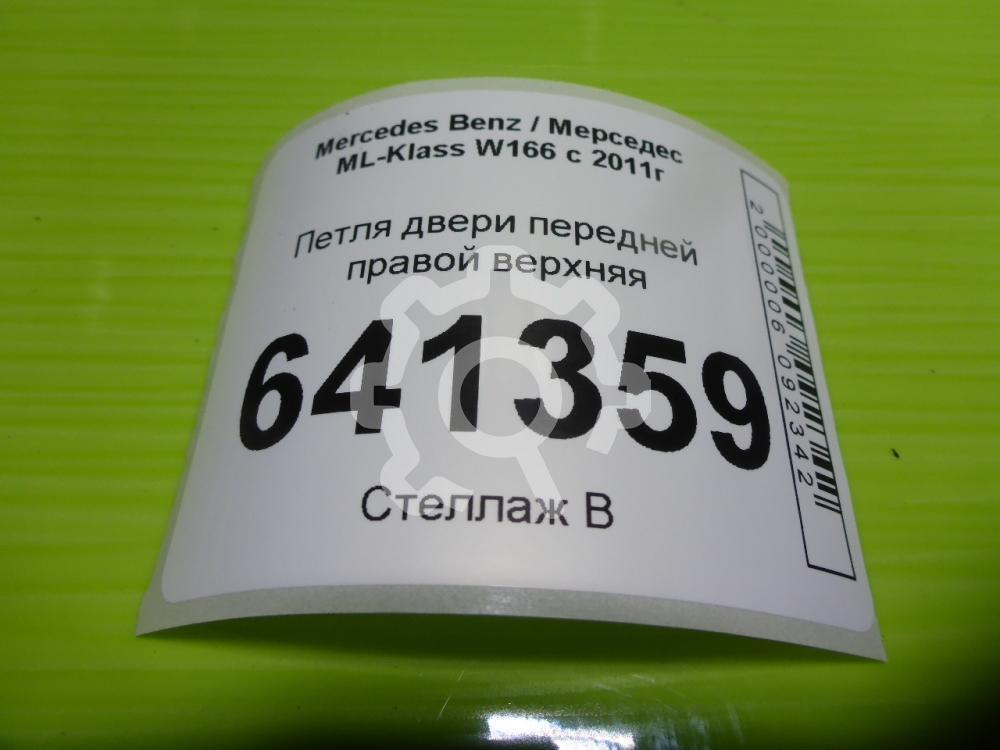 Mercedes Benz / Мерседес
ML-Klass W166 с 2011г
Петля двери передней
правой верхняя
641359
Стеллаж В
2000006092342